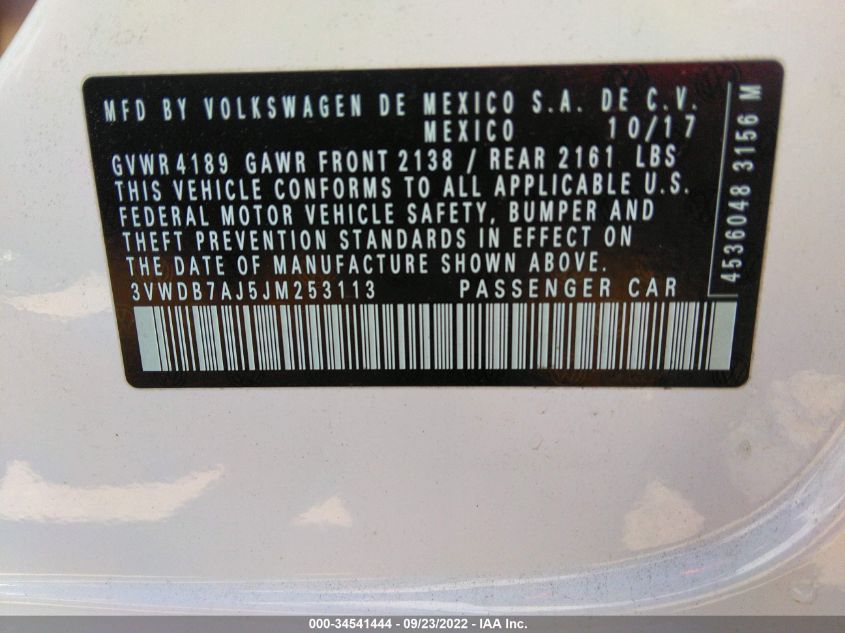 MFD BY VOLKSWAGEN DE MEXICO S.A. DE C.V.
MEXICO 10/17
GVWR 4189 GAWR FRONT 2138 / REAR 2161 LBS
THIS VEHICLE CONFORMS TO ALL APPLICABLE U.S.
FEDERAL MOTOR VEHICLE SAFETY, BUMPER AND
THEFT PREVENTION STANDARDS IN EFFECT ON
THE DATE OF MANUFACTURE SHOWN ABOVE.
3VWDB7AJ5JM253113 PASSENGER CAR
4536048 3156 M
000-34541444 - 09/23/2022 - IAA Inc.